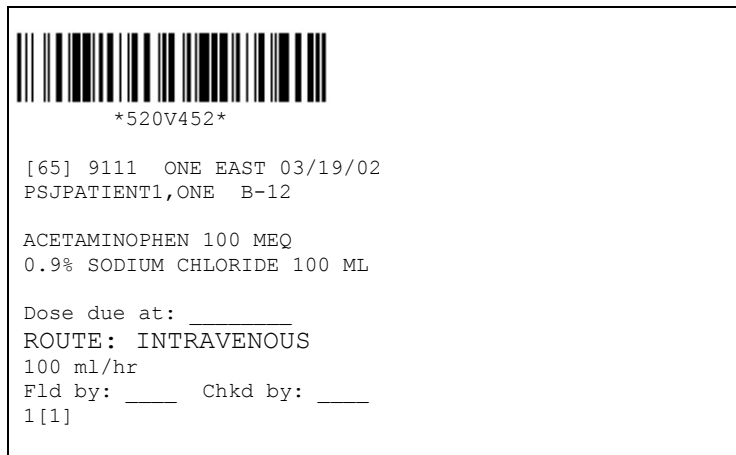 *520V452*
[65] 9111 ONE EAST 03/19/02
PSJPATIENT1,ONE B-12
ACETAMINOPHEN 100 MEQ
0.9% SODIUM CHLORIDE 100 ML
Dose due at: ________
ROUTE: INTRAVENOUS
100 ml/hr
Fld by: ____ Chkd by: ____
1[1]